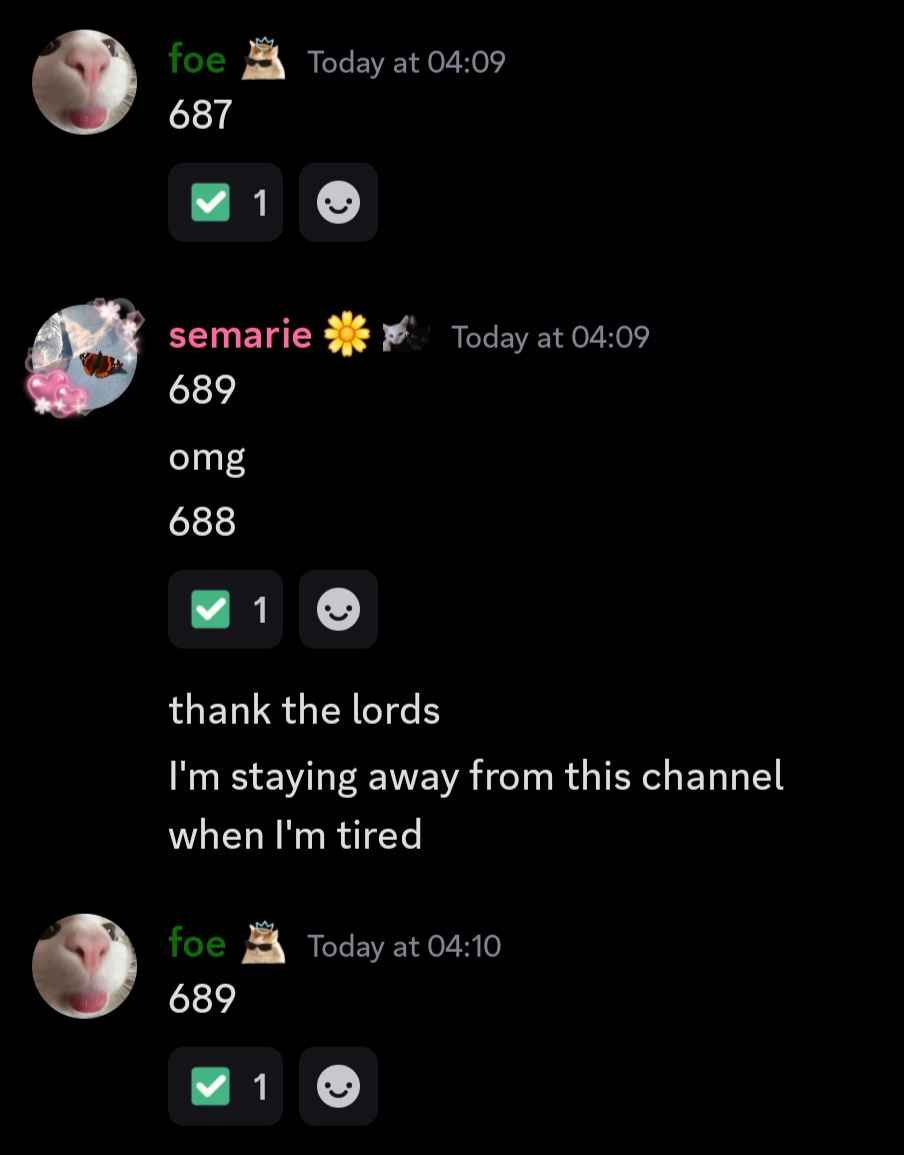 foe Today at 04:09
687
✅ 1
semarie 🌼 Today at 04:09
689
omg
688
✅ 1
thank the lords
I'm staying away from this channel
when I'm tired
foe Today at 04:10
689
✅ 1